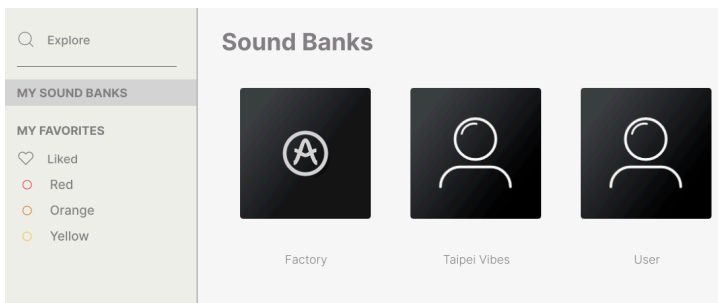 Explore
MY SOUND BANKS
MY FAVORITES
Liked
Red
Orange
Yellow
Sound Banks
Factory
Taipei Vibes
User